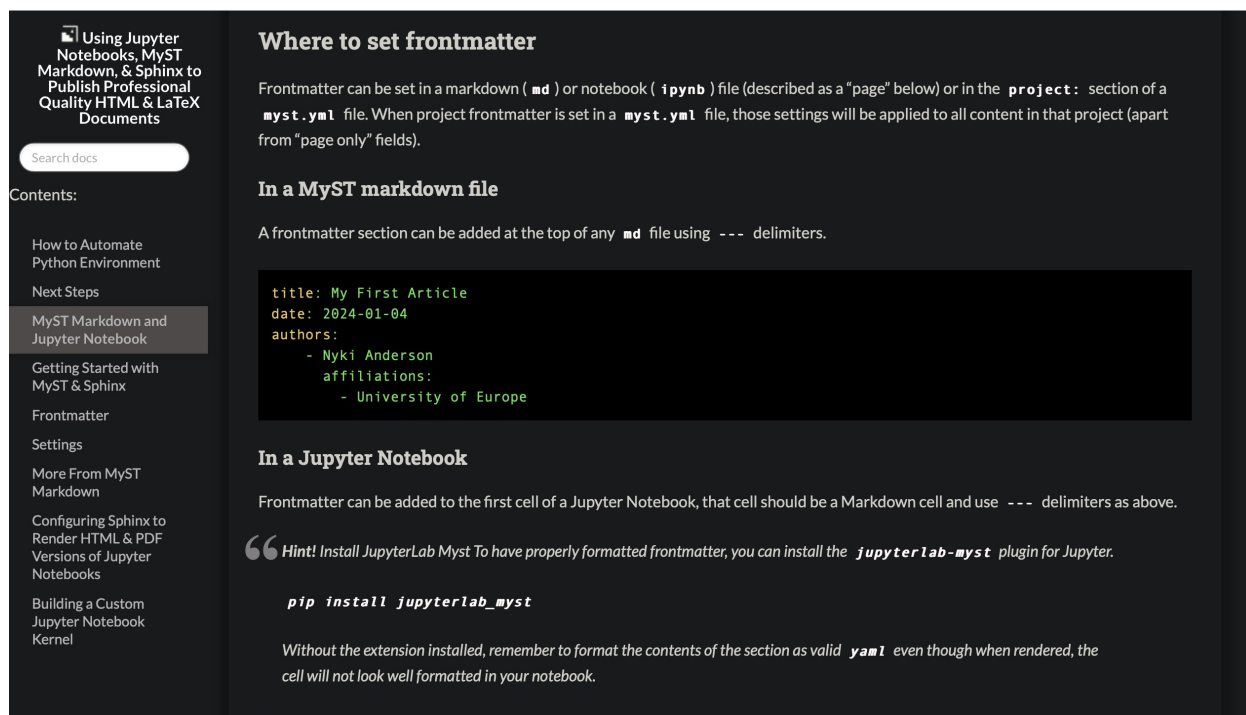 Using Jupyter
Notebooks, MyST
Markdown, & Sphinx to
Publish Professional
Quality HTML & LaTeX
Documents
Search docs
Contents:
How to Automate
Python Environment
Next Steps
MyST Markdown and
Jupyter Notebook
Getting Started with
MyST & Sphinx
Frontmatter
Settings
More From MyST
Markdown
Configuring Sphinx to
Render HTML & PDF
Versions of Jupyter
Notebooks
Building a Custom
Jupyter Notebook
Kernel
Where to set frontmatter
Frontmatter can be set in a markdown ( md ) or notebook ( ipynb ) file (described as a “page” below) or in the project: section of a
myst.yml file. When project frontmatter is set in a myst.yml file, those settings will be applied to all content in that project (apart
from “page only” fields).
In a MyST markdown file
A frontmatter section can be added at the top of any md file using --- delimiters.
title: My First Article
date: 2024-01-04
authors:
    - Nyki Anderson
      affiliations:
        - University of Europe
In a Jupyter Notebook
Frontmatter can be added to the first cell of a Jupyter Notebook, that cell should be a Markdown cell and use --- delimiters as above.
Hint! Install JupyterLab Myst To have properly formatted frontmatter, you can install the jupyterlab-myst plugin for Jupyter.
pip install jupyterlab_myst
Without the extension installed, remember to format the contents of the section as valid yaml even though when rendered, the
cell will not look well formatted in your notebook.